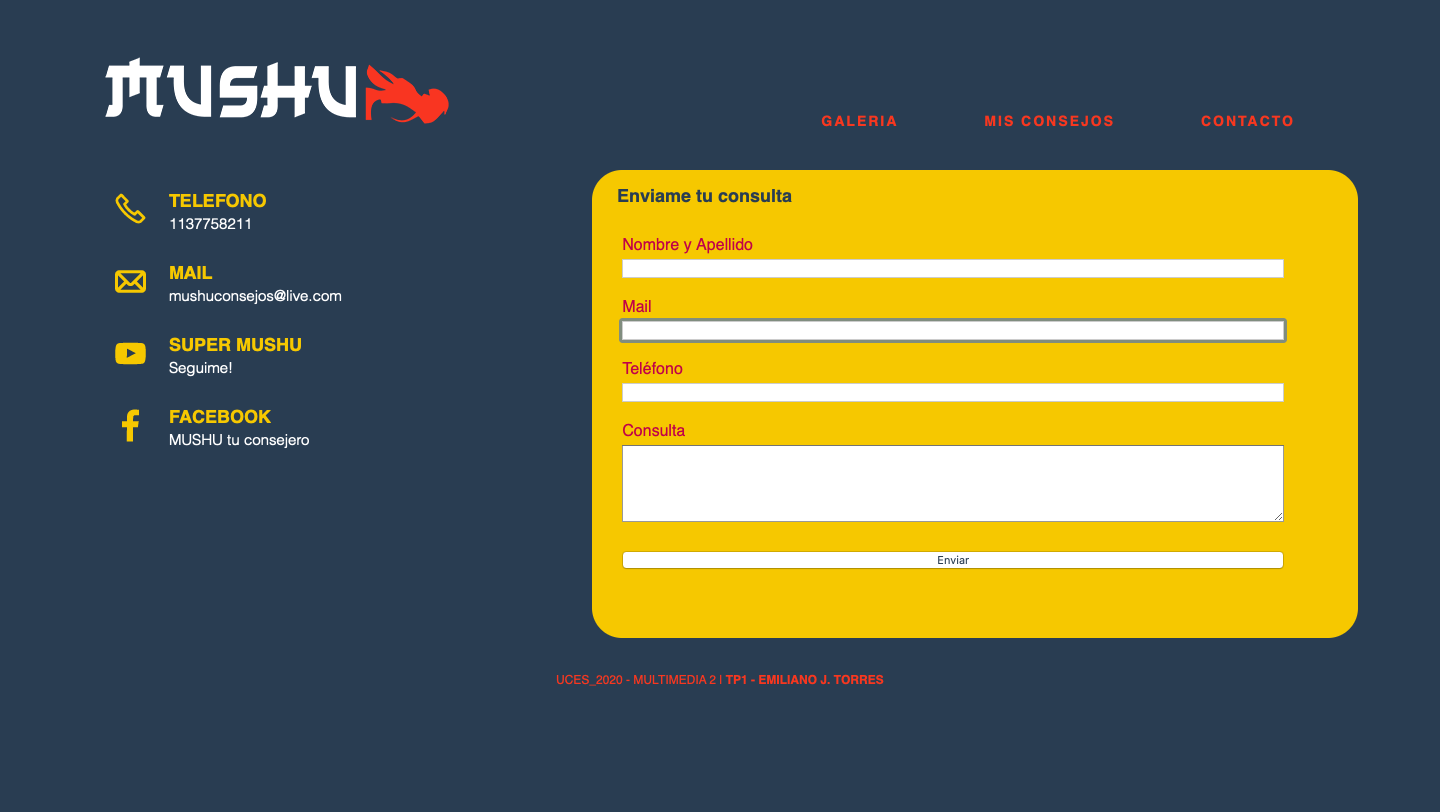 MUSHU
GALERIA MIS CONSEJOS CONTACTO
TELEFONO
1137758211
MAIL
mushuconsejos@live.com
SUPER MUSHU
Seguime!
FACEBOOK
MUSHU tu consejero
Enviame tu consulta
Nombre y Apellido
Mail
Teléfono
Consulta
Enviar
UCES_2020 - MULTIMEDIA 2 I TP1 - EMILIANO J. TORRES